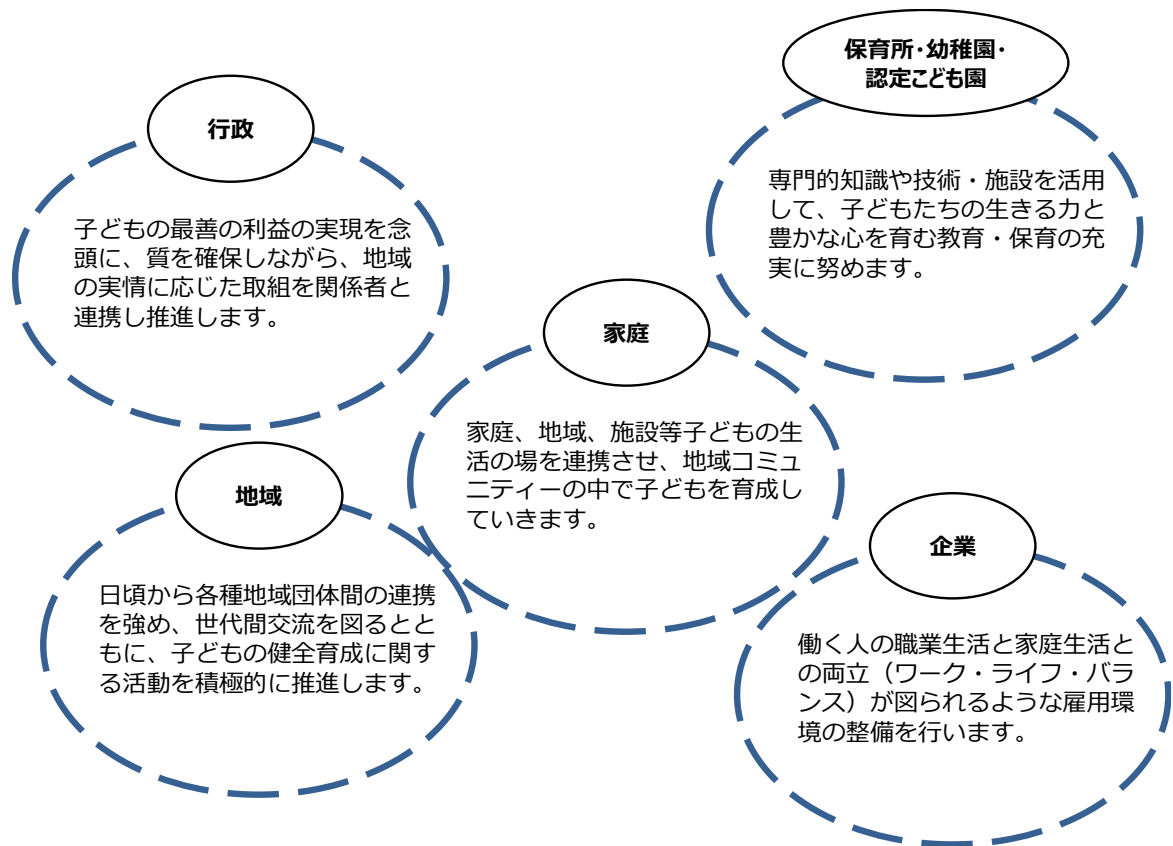 保育所・幼稚園・
認定こども園
専門的知識や技術・施設を活用
して、子どもたちの生きる力と
豊かな心を育む教育・保育の充
実に努めます。
行政
子どもの最善の利益の実現を念
頭に、質を確保しながら、地域
の実情に応じた取組を関係者と
連携し推進します。
家庭
家庭、地域、施設等子どもの生
活の場を連携させ、地域コミュ
ニティーの中で子どもを育成し
ていきます。
地域
日頃から各種地域団体間の連携
を強め、世代間交流を図るとと
もに、子どもの健全育成に関す
る活動を積極的に推進します。
企業
働く人の職業生活と家庭生活と
の両立（ワーク・ライフ・バラ
ンス）が図られるような雇用環
境の整備を行います。